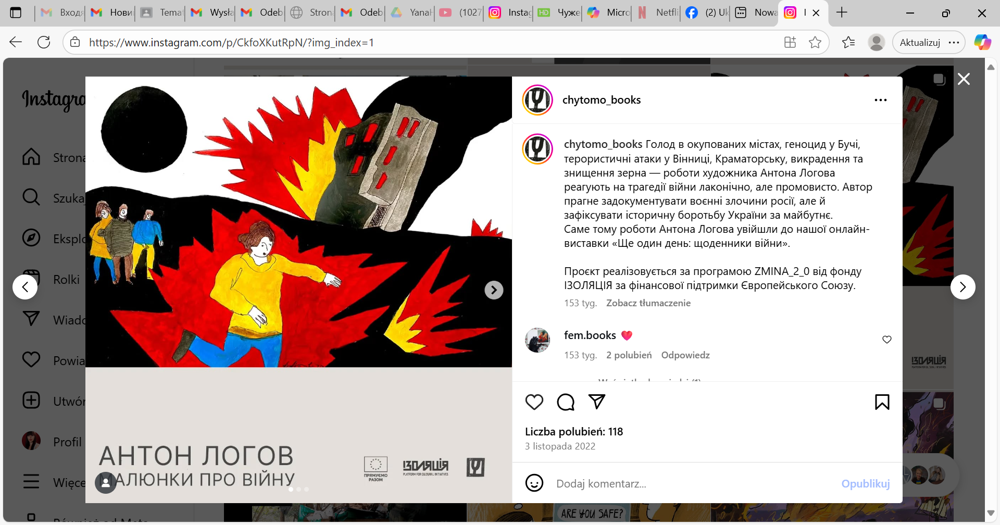 Входя
Нови
Temat
Wysła
Odeb
Strona
Odeb
Yanah
(1027
Instag
Чуже
Micro
Netfli
(2) Uk
Nowa
I
https://www.instagram.com/p/CkfoXKutRpN/?img_index=1
Aktualizuj
Instagra
Strona
Szukaj
Eksplo
Rolki
Wiado
Powia
Utwór
Profil
Więce
Również od Meta
АНТОН ЛОГОВ
МАЛЮНКИ ПРО ВІЙНУ
ПРЯМУЄМО
РАЗОМ
ІЗОЛЯЦІЯ
PLATFORM FOR CULTURAL INITIATIVES
chytomo_books
chytomo_books Голод в окупованих містах, геноцид у Бучі,
терористичні атаки у Вінниці, Краматорську, викрадення та
знищення зерна — роботи художника Антона Логова
реагують на трагедії війни лаконічно, але промовисто. Автор
прагне задокументувати воєнні злочини росії, але й
зафіксувати історичну боротьбу України за майбутнє.
Саме тому роботи Антона Логова увійшли до нашої онлайн-
виставки «Ще один день: щоденники війни».
Проєкт реалізовується за програмою ZMINA_2_0 від фонду
ІЗОЛЯЦІЯ за фінансової підтримки Європейського Союзу.
153 tyg. Zobacz tłumaczenie
fem.books ❤️
153 tyg. 2 polubień Odpowiedz
Liczba polubień: 118
3 listopada 2022
Dodaj komentarz...
Opublikuj
ІЗОЛЯЦІЯ
ARE YOU SAFE?